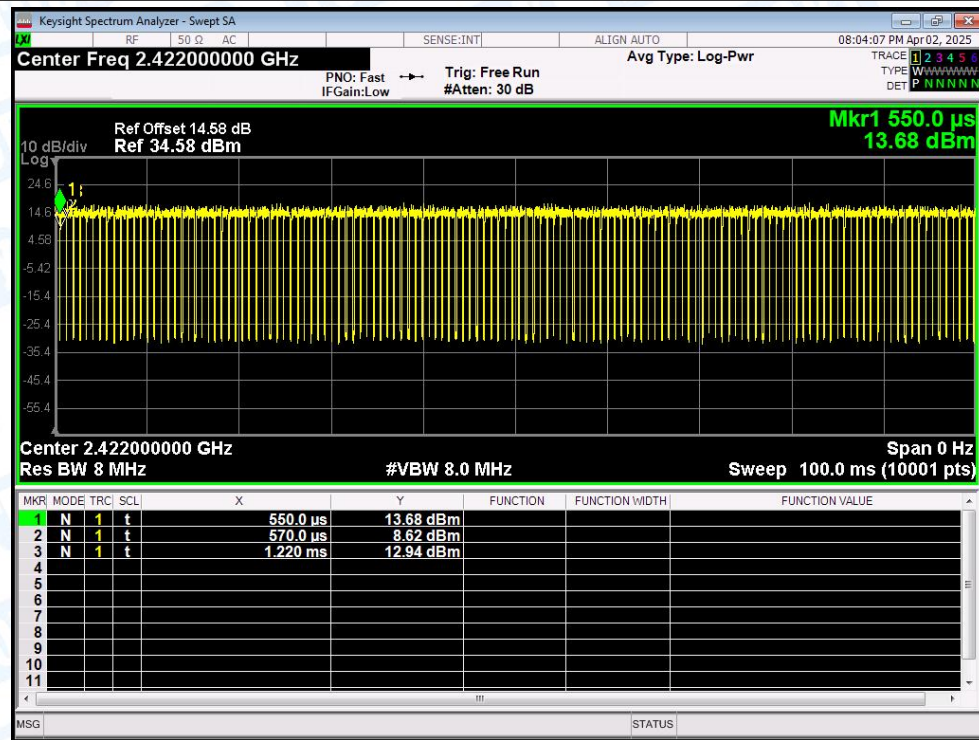 Keysight Spectrum Analyzer - Swept SA
LXI RF 50 Ω AC SENSE:INT ALIGN AUTO 08:04:07 PM Apr 02, 2025
Center Freq 2.422000000 GHz Avg Type: Log-Pwr TRACE 1 2 3 4 5 6
PNO: Fast Trig: Free Run TYPE WWWWWW
IFGain:Low #Atten: 30 dB DET P N N N N N
Mkr1 550.0 µs
Ref Offset 14.58 dB
10 dB/div Ref 34.58 dBm 13.68 dBm
Log
24.6
1
14.6
4.58
-5.42
-15.4
-25.4
-35.4
-45.4
-55.4
Center 2.422000000 GHz Span 0 Hz
Res BW 8 MHz #VBW 8.0 MHz Sweep 100.0 ms (10001 pts)
MKR MODE TRC SCL X Y FUNCTION FUNCTION WIDTH FUNCTION VALUE
1 N 1 t 550.0 µs 13.68 dBm
2 N 1 t 570.0 µs 8.62 dBm
3 N 1 t 1.220 ms 12.94 dBm
4
5
6
7
8
9
10
11
MSG STATUS